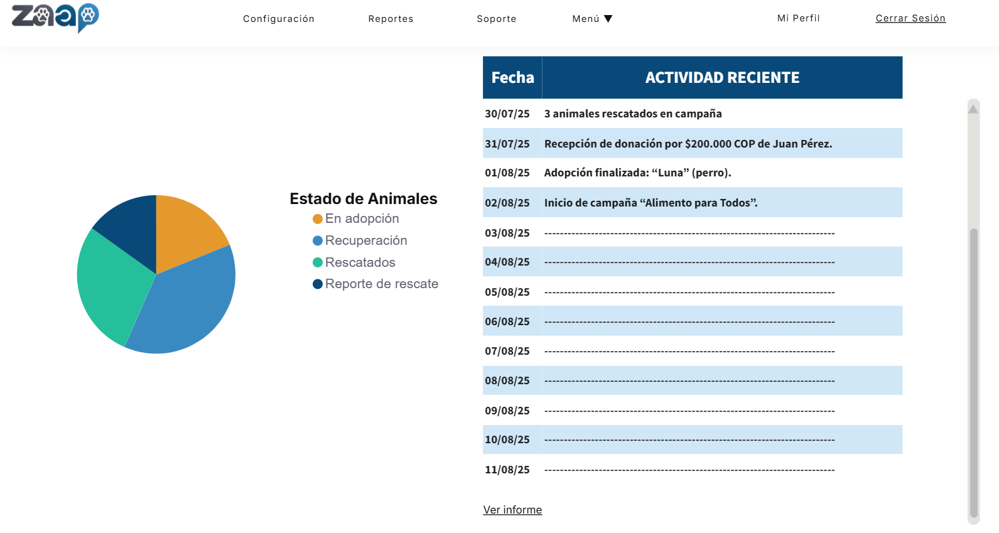 zaap
Configuración Reportes Soporte Menú ▼ Mi Perfil Cerrar Sesión
Fecha ACTIVIDAD RECIENTE
30/07/25 3 animales rescatados en campaña
31/07/25 Recepción de donación por $200.000 COP de Juan Pérez.
01/08/25 Adopción finalizada: “Luna” (perro).
02/08/25 Inicio de campaña “Alimento para Todos”.
03/08/25 ---------------------------------------------------------------------------
04/08/25 ---------------------------------------------------------------------------
05/08/25 ---------------------------------------------------------------------------
06/08/25 ---------------------------------------------------------------------------
07/08/25 ---------------------------------------------------------------------------
08/08/25 ---------------------------------------------------------------------------
09/08/25 ---------------------------------------------------------------------------
10/08/25 ---------------------------------------------------------------------------
11/08/25 ---------------------------------------------------------------------------
Ver informe
Estado de Animales
En adopción
Recuperación
Rescatados
Reporte de rescate